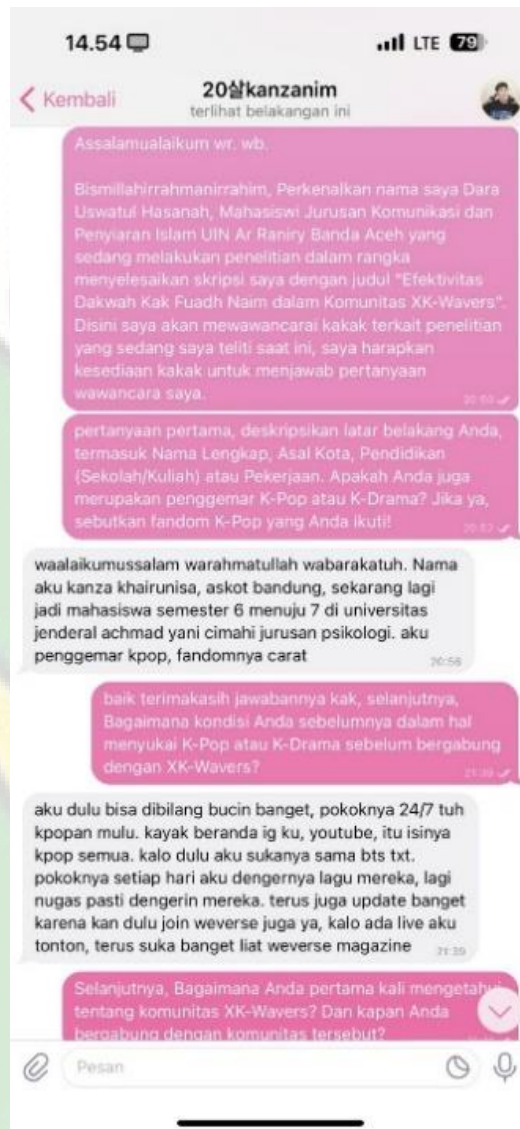 14.54
LTE 79
Kembali
20살kanzanim
terlihat belakangan ini
Assalamualaikum wr. wb.
Bismillahirrahmanirrahim, Perkenalkan nama saya Dara
Uswatul Hasanah, Mahasiswi Jurusan Komunikasi dan
Penyiaran Islam UIN Ar Raniry Banda Aceh yang
sedang melakukan penelitian dalam rangka
menyelesaikan skripsi saya dengan judul "Efektivitas
Dakwah Kak Fuadh Naim dalam Komunitas XK-Wavers".
Disini saya akan mewawancarai kakak terkait penelitian
yang sedang saya teliti saat ini, saya harapkan
kesediaan kakak untuk menjawab pertanyaan
wawancara saya.
pertanyaan pertama, deskripsikan latar belakang Anda,
termasuk Nama Lengkap, Asal Kota, Pendidikan
(Sekolah/Kuliah) atau Pekerjaan. Apakah Anda juga
merupakan penggemar K-Pop atau K-Drama? Jika ya,
sebutkan fandom K-Pop yang Anda ikuti!
waalaikumussalam warahmatullah wabarakatuh. Nama
aku kanza khairunisa, askot bandung, sekarang lagi
jadi mahasiswa semester 6 menuju 7 di universitas
jenderal achmad yani cimahi jurusan psikologi. aku
penggemar kpop, fandomnya carat
20:56
baik terimakasih jawabannya kak, selanjutnya,
Bagaimana kondisi Anda sebelumnya dalam hal
menyukai K-Pop atau K-Drama sebelum bergabung
dengan XK-Wavers?
21:39
aku dulu bisa dibilang bucin banget, pokoknya 24/7 tuh
kpopan mulu. kayak beranda ig ku, youtube, itu isinya
kpop semua. kalo dulu aku sukanya sama bts txt.
pokoknya setiap hari aku dengernya lagu mereka, lagi
nugas pasti dengerin mereka. terus juga update banget
karena kan dulu join weverse juga ya, kalo ada live aku
tonton, terus suka banget liat weverse magazine
21:39
Selanjutnya, Bagaimana Anda pertama kali mengetahui
tentang komunitas XK-Wavers? Dan kapan Anda
bergabung dengan komunitas tersebut?
Pesan